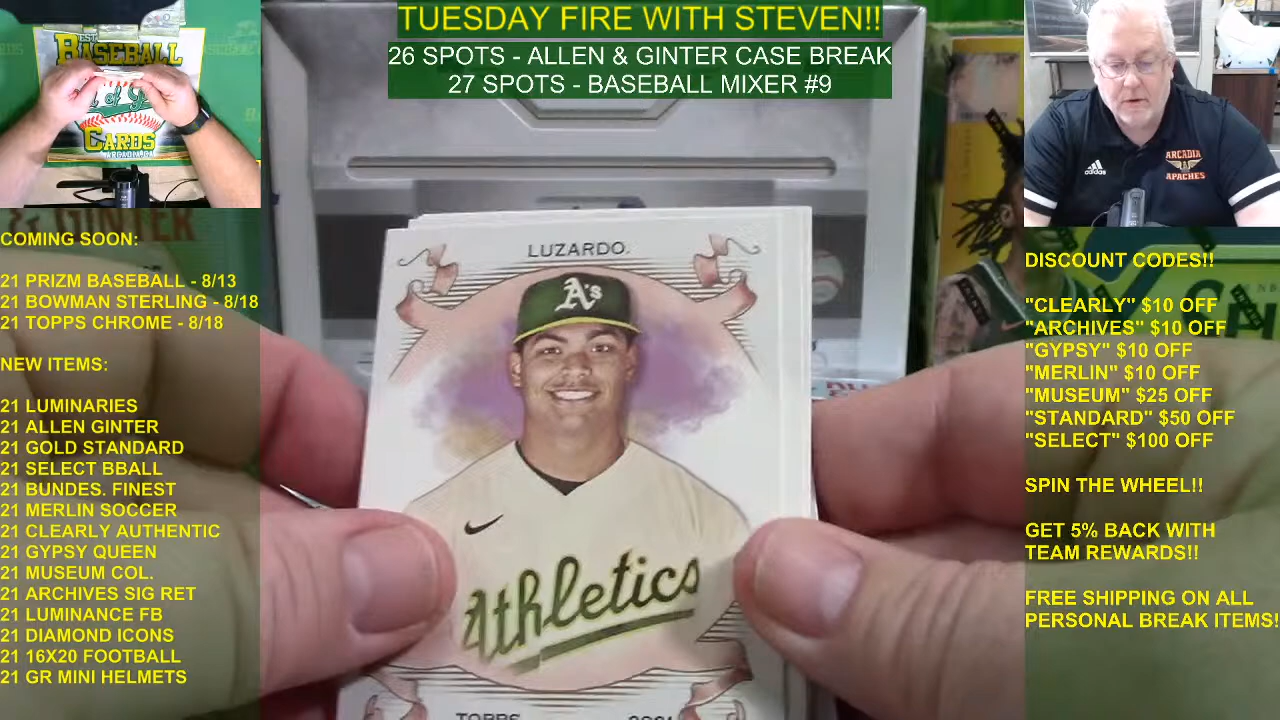 TUESDAY FIRE WITH STEVEN!!
26 SPOTS - ALLEN & GINTER CASE BREAK
27 SPOTS - BASEBALL MIXER #9
BASEBALL
CARDS
ARCADIA
APACHES
adidas
& GINTER
COMING SOON:
21 PRIZM BASEBALL - 8/13
21 BOWMAN STERLING - 8/18
21 TOPPS CHROME - 8/18
NEW ITEMS:
21 LUMINARIES
21 ALLEN GINTER
21 GOLD STANDARD
21 SELECT BBALL
21 BUNDES. FINEST
21 MERLIN SOCCER
21 CLEARLY AUTHENTIC
21 GYPSY QUEEN
21 MUSEUM COL.
21 ARCHIVES SIG RET
21 LUMINANCE FB
21 DIAMOND ICONS
21 16X20 FOOTBALL
21 GR MINI HELMETS
LUZARDO.
A's
Athletics
TOPPS
DISCOUNT CODES!!
"CLEARLY" $10 OFF
"ARCHIVES" $10 OFF
"GYPSY" $10 OFF
"MERLIN" $10 OFF
"MUSEUM" $25 OFF
"STANDARD" $50 OFF
"SELECT" $100 OFF
SPIN THE WHEEL!!
GET 5% BACK WITH
TEAM REWARDS!!
FREE SHIPPING ON ALL
PERSONAL BREAK ITEMS!